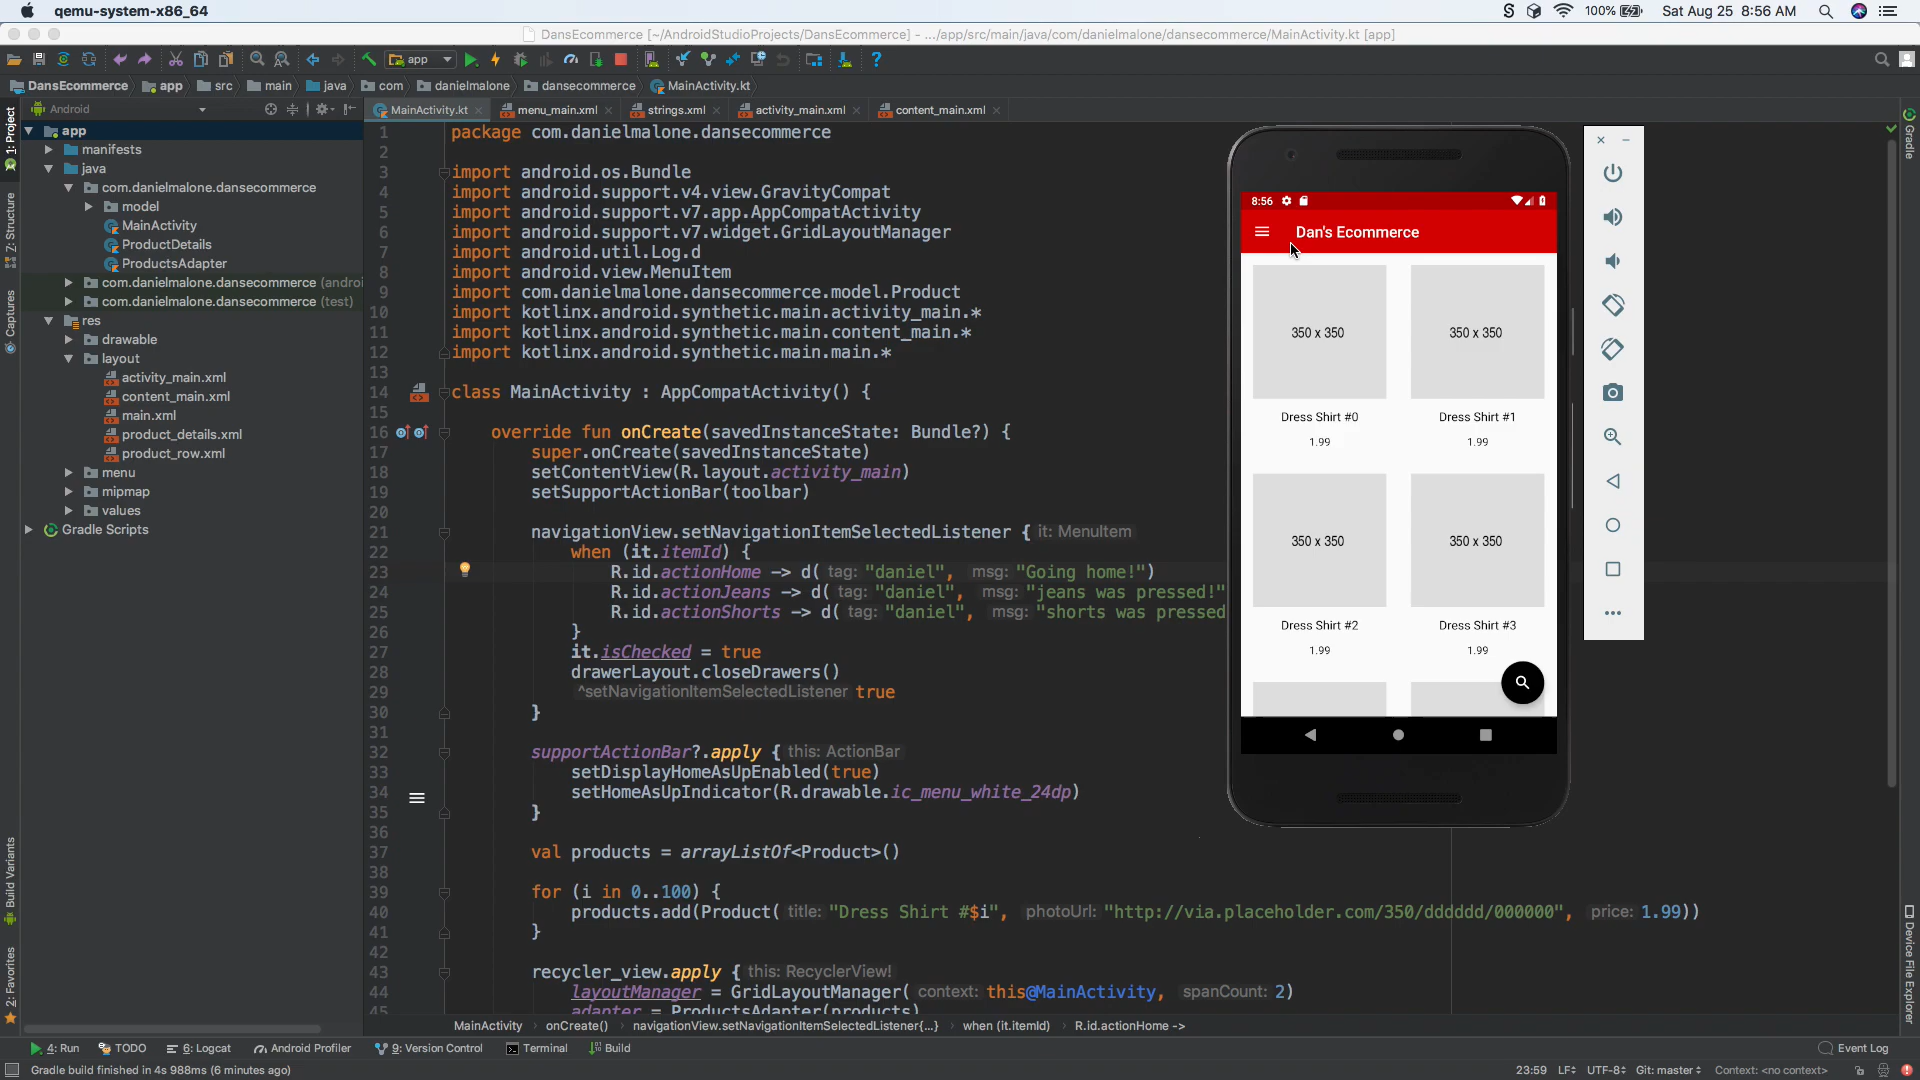 qemu-system-x86_64
100%
Sat Aug 25 8:56 AM
DansEcommerce [~/AndroidStudioProjects/DansEcommerce] - .../app/src/main/java/com/danielmalone/dansecommerce/MainActivity.kt [app]
app
DansEcommerce
app
src
main
java
com
danielmalone
dansecommerce
MainActivity.kt
Android
MainActivity.kt
menu_main.xml
strings.xml
activity_main.xml
content_main.xml
1: Project
Z: Structure
Captures
Build Variants
2: Favorites
app
manifests
java
com.danielmalone.dansecommerce
model
MainActivity
ProductDetails
ProductsAdapter
com.danielmalone.dansecommerce (androi
com.danielmalone.dansecommerce (test)
res
drawable
layout
activity_main.xml
content_main.xml
main.xml
product_details.xml
product_row.xml
menu
mipmap
values
Gradle Scripts
1 package com.danielmalone.dansecommerce
2
3 import android.os.Bundle
4 import android.support.v4.view.GravityCompat
5 import android.support.v7.app.AppCompatActivity
6 import android.support.v7.widget.GridLayoutManager
7 import android.util.Log.d
8 import android.view.MenuItem
9 import com.danielmalone.dansecommerce.model.Product
10 import kotlinx.android.synthetic.main.activity_main.*
11 import kotlinx.android.synthetic.main.content_main.*
12 import kotlinx.android.synthetic.main.main.*
13
14 class MainActivity : AppCompatActivity() {
15
16 override fun onCreate(savedInstanceState: Bundle?) {
17 super.onCreate(savedInstanceState)
18 setContentView(R.layout.activity_main)
19 setSupportActionBar(toolbar)
20
21 navigationView.setNavigationItemSelectedListener { it: MenuItem
22 when (it.itemId) {
23 R.id.actionHome -> d( tag: "daniel", msg: "Going home!")
24 R.id.actionJeans -> d( tag: "daniel", msg: "jeans was pressed!"
25 R.id.actionShorts -> d( tag: "daniel", msg: "shorts was pressed
26 }
27 it.isChecked = true
28 drawerLayout.closeDrawers()
29 ^setNavigationItemSelectedListener true
30 }
31
32 supportActionBar?.apply { this: ActionBar
33 setDisplayHomeAsUpEnabled(true)
34 setHomeAsUpIndicator(R.drawable.ic_menu_white_24dp)
35 }
36
37 val products = arrayListOf<Product>()
38
39 for (i in 0..100) {
40 products.add(Product( title: "Dress Shirt #$i", photoUrl: "http://via.placeholder.com/350/dddddd/000000", price: 1.99))
41 }
42
43 recycler_view.apply { this: RecyclerView!
44 layoutManager = GridLayoutManager( context: this@MainActivity, spanCount: 2)
45 adapter = ProductsAdapter(products)
8:56
Dan's Ecommerce
350 x 350
350 x 350
Dress Shirt #0
Dress Shirt #1
1.99
1.99
350 x 350
350 x 350
Dress Shirt #2
Dress Shirt #3
1.99
1.99
Gradle
Device File Explorer
MainActivity › onCreate() › navigationView.setNavigationItemSelectedListener{...} › when (it.itemId) › R.id.actionHome ->
4: Run
TODO
6: Logcat
Android Profiler
9: Version Control
Terminal
Build
Event Log
Gradle build finished in 4s 988ms (6 minutes ago)
23:59
LF
UTF-8
Git: master
Context: <no context>